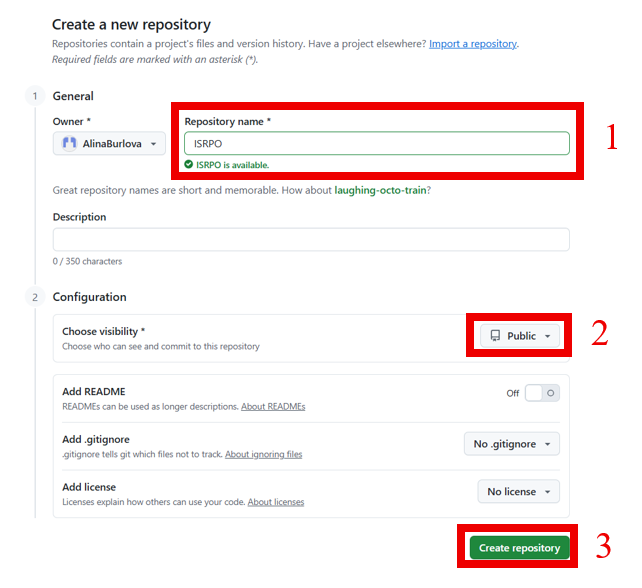 Create a new repository
Repositories contain a project's files and version history. Have a project elsewhere? Import a repository.
Required fields are marked with an asterisk (*).
1 General
Owner *
Repository name *
AlinaBurlova
ISRPO
1
ISRPO is available.
Great repository names are short and memorable. How about laughing-octo-train?
Description
0 / 350 characters
2 Configuration
Choose visibility *
Choose who can see and commit to this repository
Public
2
Add README
READMEs can be used as longer descriptions. About READMEs
Off
Add .gitignore
.gitignore tells git which files not to track. About ignoring files
No .gitignore
Add license
Licenses explain how others can use your code. About licenses
No license
Create repository
3